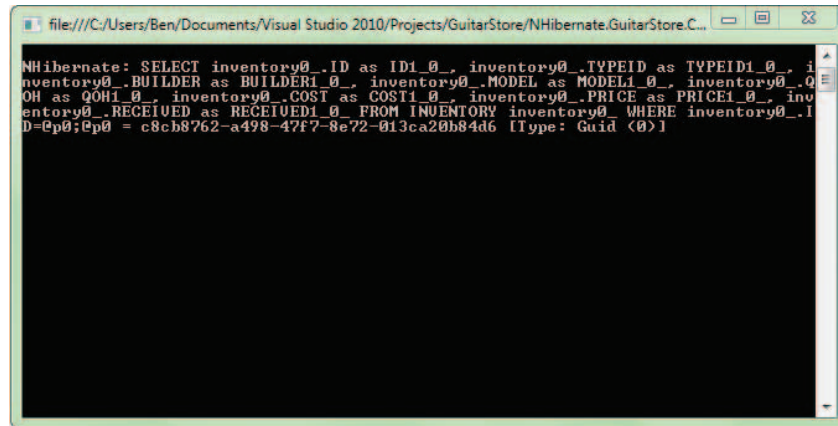 file:///C:/Users/Ben/Documents/Visual Studio 2010/Projects/GuitarStore/NHibernate.GuitarStore.C...
NHibernate: SELECT inventory0_.ID as ID1_0_, inventory0_.TYPEID as TYPEID1_0_, i
nventory0_.BUILDER as BUILDER1_0_, inventory0_.MODEL as MODEL1_0_, inventory0_.Q
OH as QOH1_0_, inventory0_.COST as COST1_0_, inventory0_.PRICE as PRICE1_0_, inv
entory0_.RECEIVED as RECEIVED1_0_ FROM INVENTORY inventory0_ WHERE inventory0_.I
D=@p0;@p0 = c8cb8762-a498-47f7-8e72-013ca20b84d6 [Type: Guid (0)]